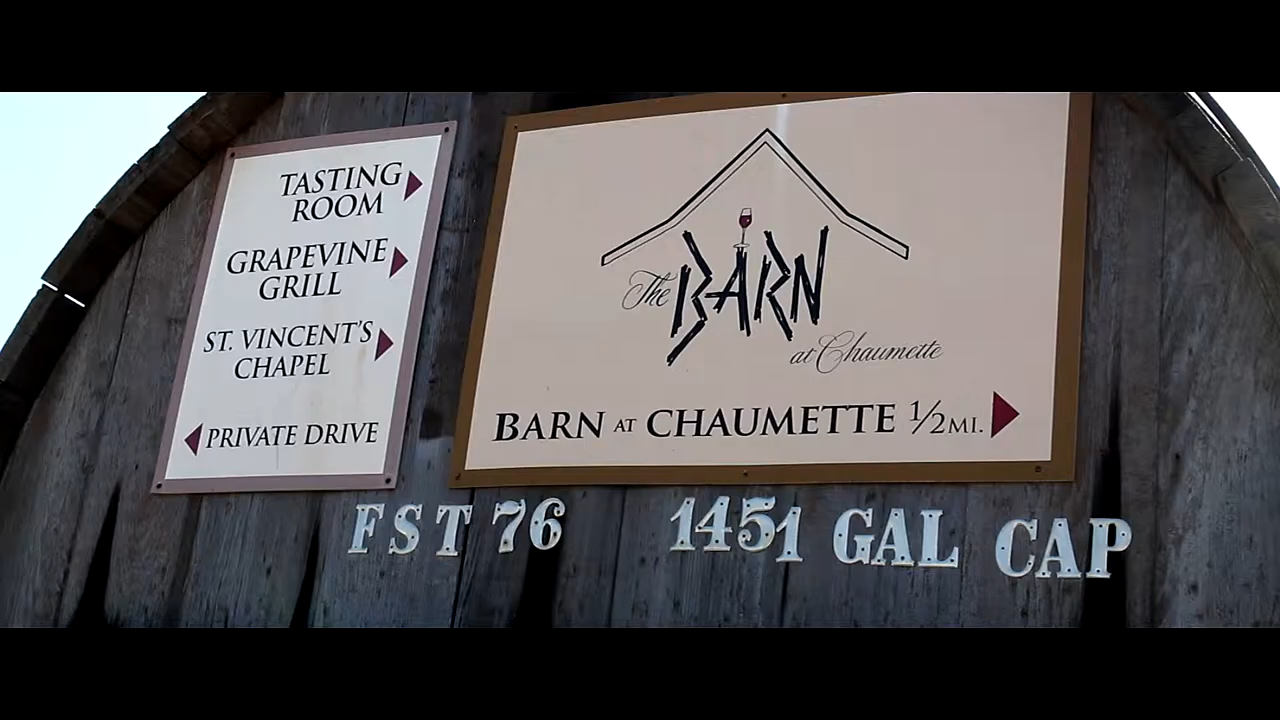 TASTING
ROOM
GRAPEVINE
GRILL
ST. VINCENT'S
CHAPEL
PRIVATE DRIVE
The BARN
at Chaumette
BARN AT CHAUMETTE 1/2 MI.
FST 76 1451 GAL CAP